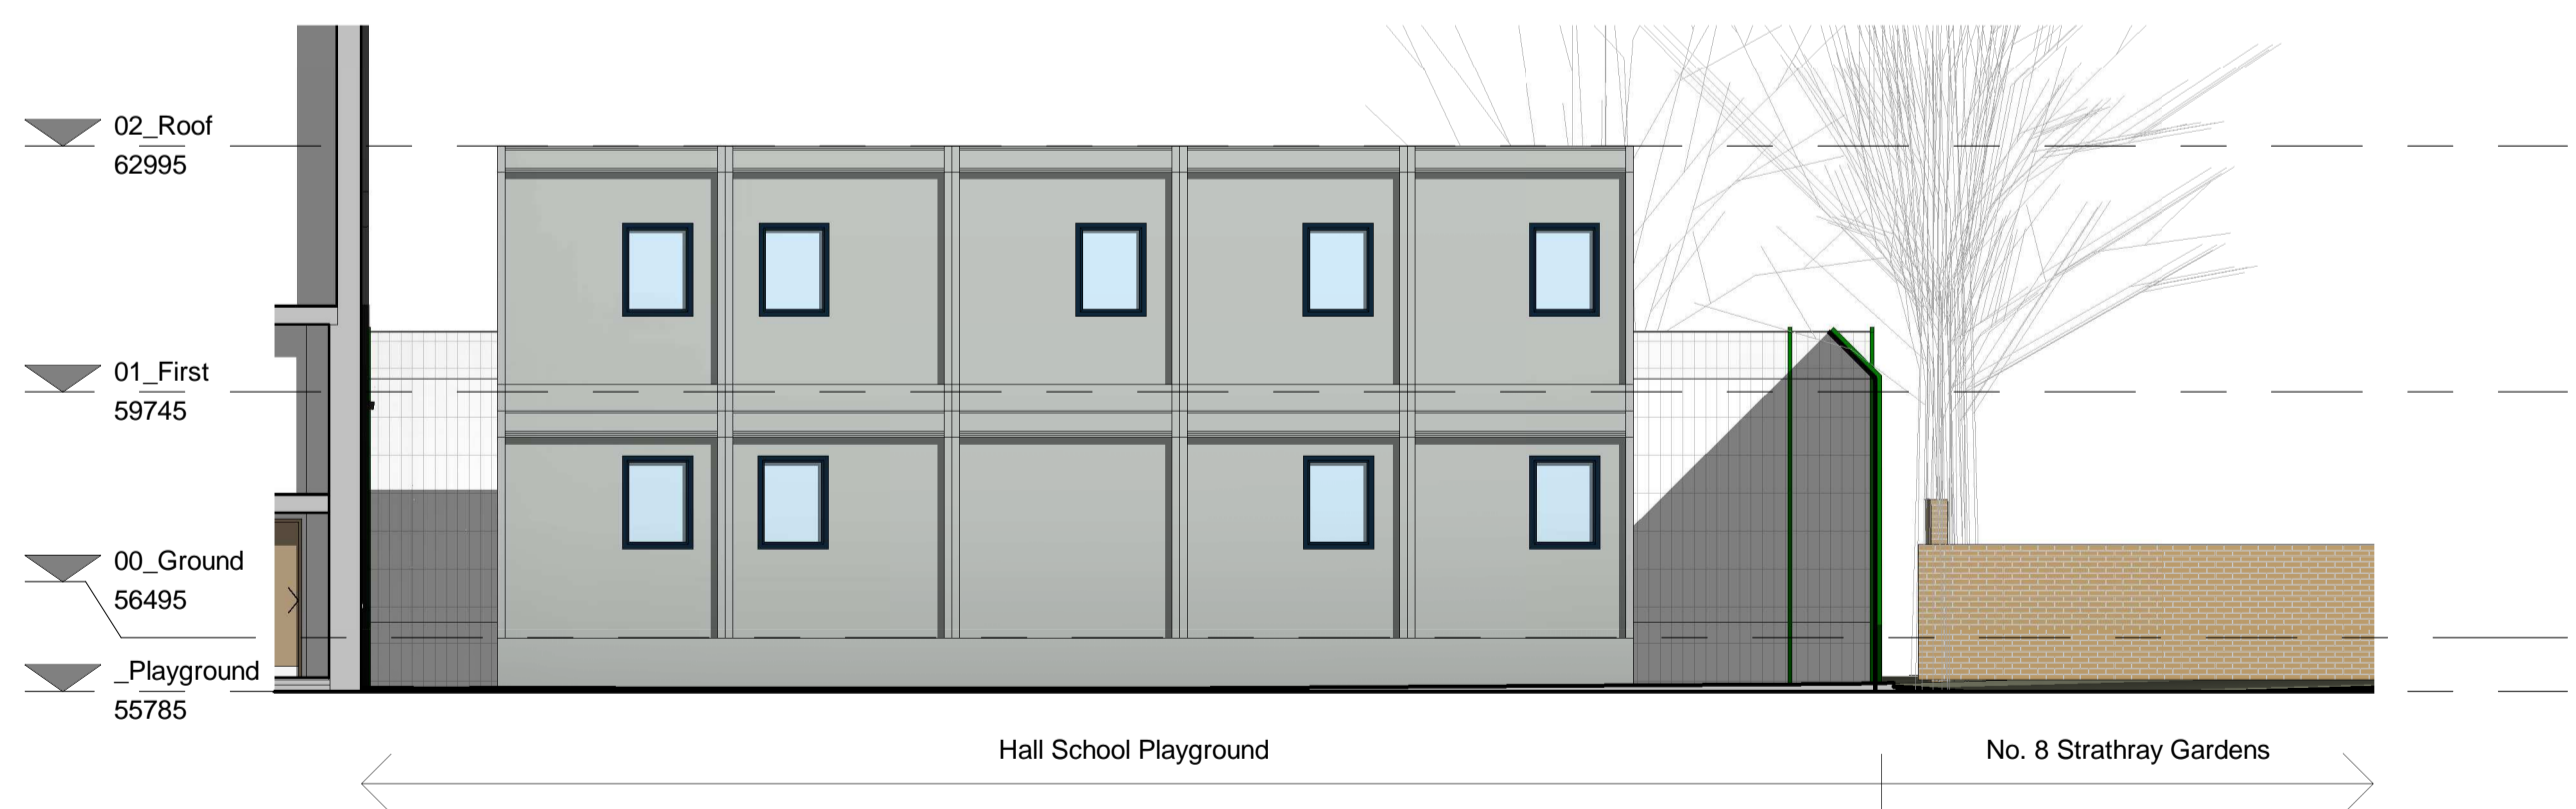 02_Roof
62995
01_First
59745
00_Ground
56495
_Playground
55785
Hall School Playground
No. 8 Strathray Gardens